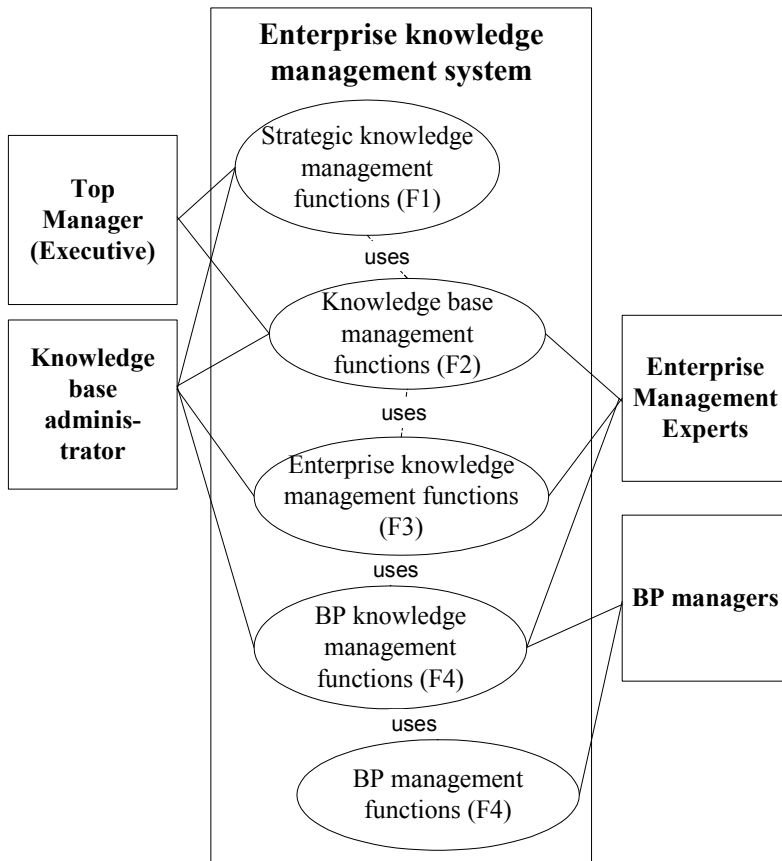 Enterprise knowledge
management system
Strategic knowledge
management
functions (F1)
Top
Manager
(Executive)
uses
Knowledge base
management
functions (F2)
Knowledge
base
adminis-
trator
Enterprise
Management
Experts
uses
Enterprise knowledge
management functions
(F3)
uses
BP knowledge
management
functions (F4)
BP managers
uses
BP management
functions (F4)